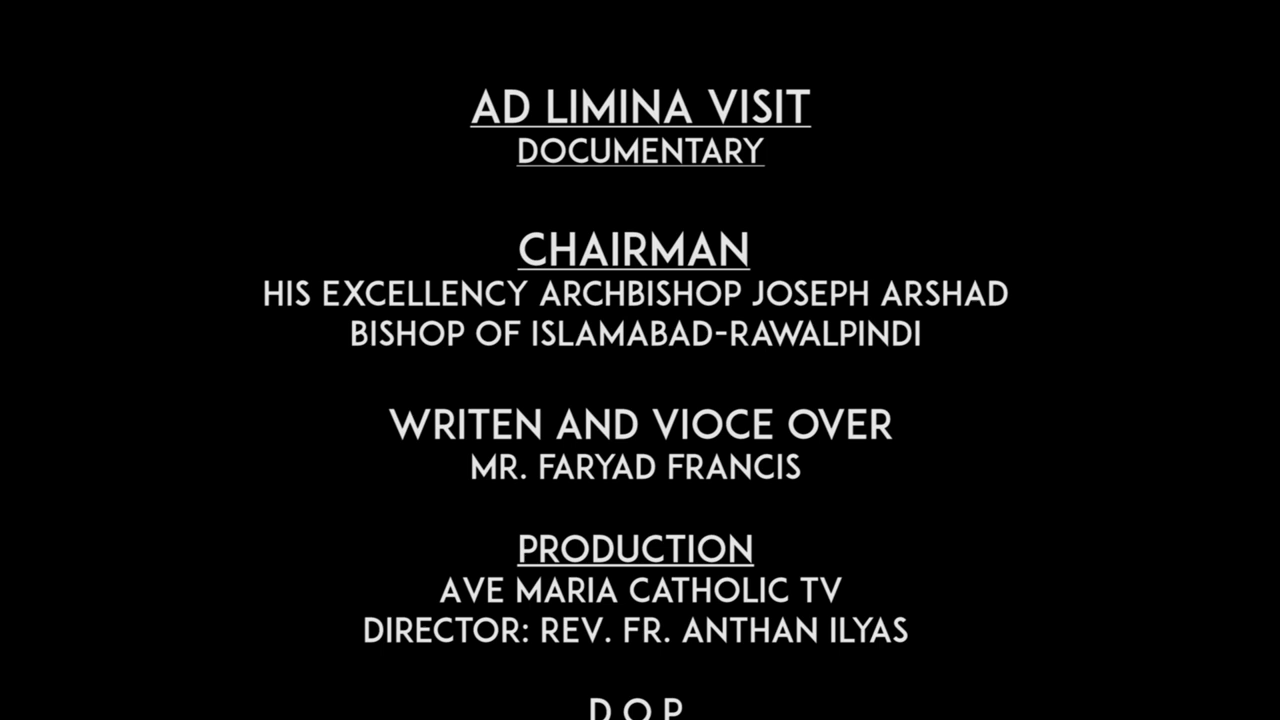 AD LIMINA VISIT
DOCUMENTARY
CHAIRMAN
HIS EXCELLENCY ARCHBISHOP JOSEPH ARSHAD
BISHOP OF ISLAMABAD-RAWALPINDI
WRITEN AND VIOCE OVER
MR. FARYAD FRANCIS
PRODUCTION
AVE MARIA CATHOLIC TV
DIRECTOR: REV. FR. ANTHAN ILYAS
D.O.P